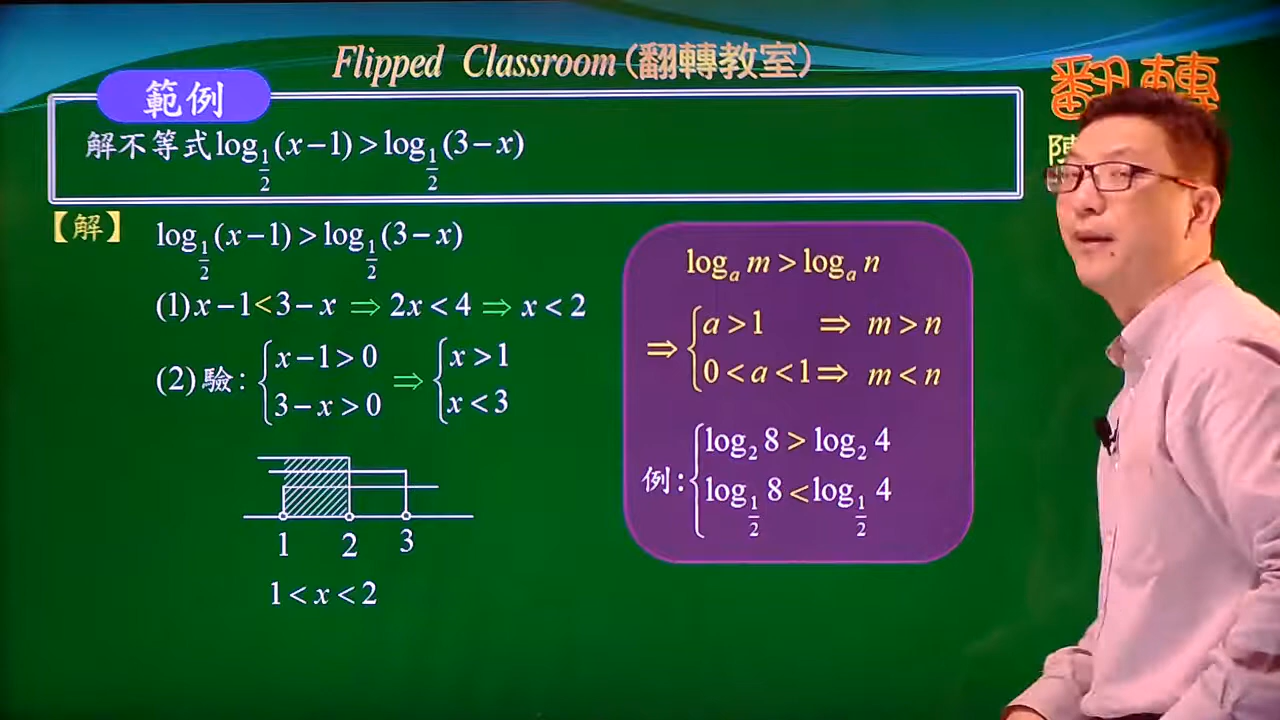 Flipped Classroom(翻轉教室)
翻轉
陳
範例
解不等式log_{1/2}(x−1)>log_{1/2}(3−x)
【解】 log_{1/2}(x−1)>log_{1/2}(3−x)
(1)x−1<3−x ⇒ 2x<4 ⇒ x<2
(2)驗: {x−1>0 3−x>0 ⇒ {x>1 x<3
1 2 3
1<x<2
log_a m>log_a n
⇒ {a>1 ⇒ m>n
0<a<1⇒ m<n
例: {log_2 8>log_2 4
log_{1/2} 8<log_{1/2} 4